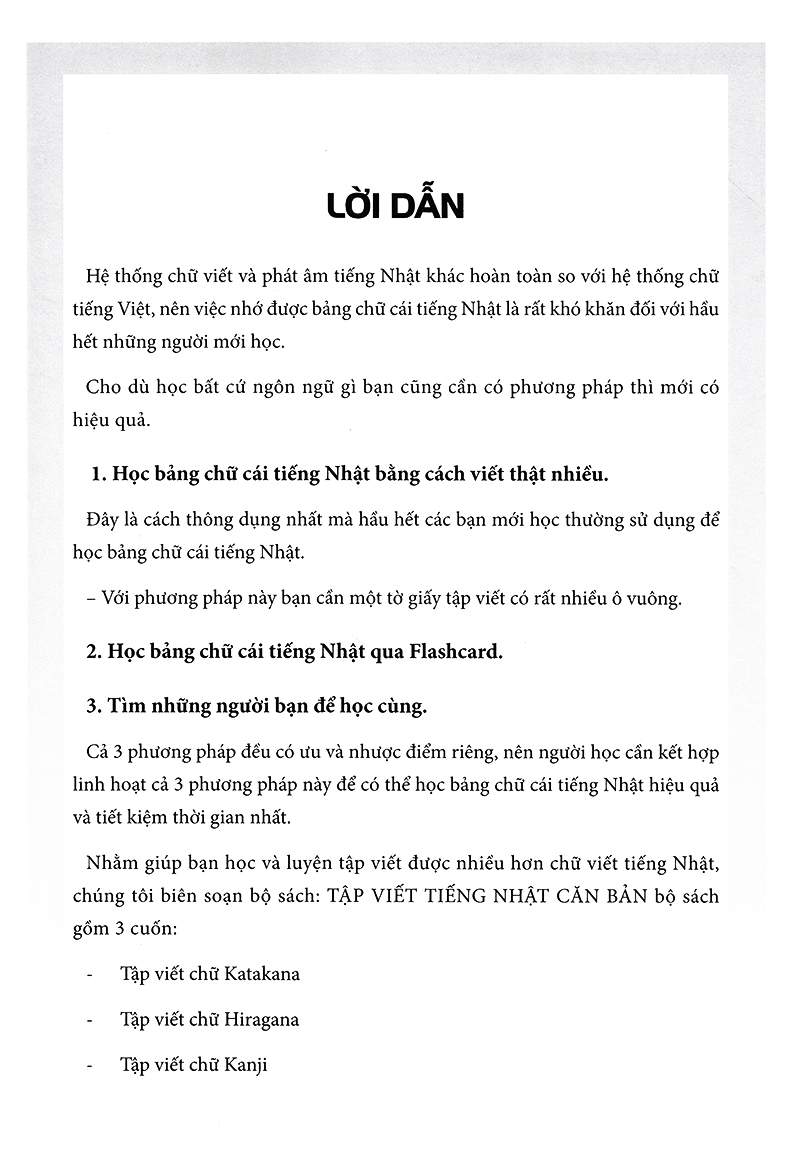 LỜI DẪN
Hệ thống chữ viết và phát âm tiếng Nhật khác hoàn toàn so với hệ thống chữ
tiếng Việt, nên việc nhớ được bảng chữ cái tiếng Nhật là rất khó khăn đối với hầu
hết những người mới học.
Cho dù học bất cứ ngôn ngữ gì bạn cũng cần có phương pháp thì mới có
hiệu quả.
1. Học bảng chữ cái tiếng Nhật bằng cách viết thật nhiều.
Đây là cách thông dụng nhất mà hầu hết các bạn mới học thường sử dụng để
học bảng chữ cái tiếng Nhật.
– Với phương pháp này bạn cần một tờ giấy tập viết có rất nhiều ô vuông.
2. Học bảng chữ cái tiếng Nhật qua Flashcard.
3. Tìm những người bạn để học cùng.
Cả 3 phương pháp đều có ưu và nhược điểm riêng, nên người học cần kết hợp
linh hoạt cả 3 phương pháp này để có thể học bảng chữ cái tiếng Nhật hiệu quả
và tiết kiệm thời gian nhất.
Nhằm giúp bạn học và luyện tập viết được nhiều hơn chữ viết tiếng Nhật,
chúng tôi biên soạn bộ sách: TẬP VIẾT TIẾNG NHẬT CĂN BẢN bộ sách
gồm 3 cuốn:
- Tập viết chữ Katakana
- Tập viết chữ Hiragana
- Tập viết chữ Kanji